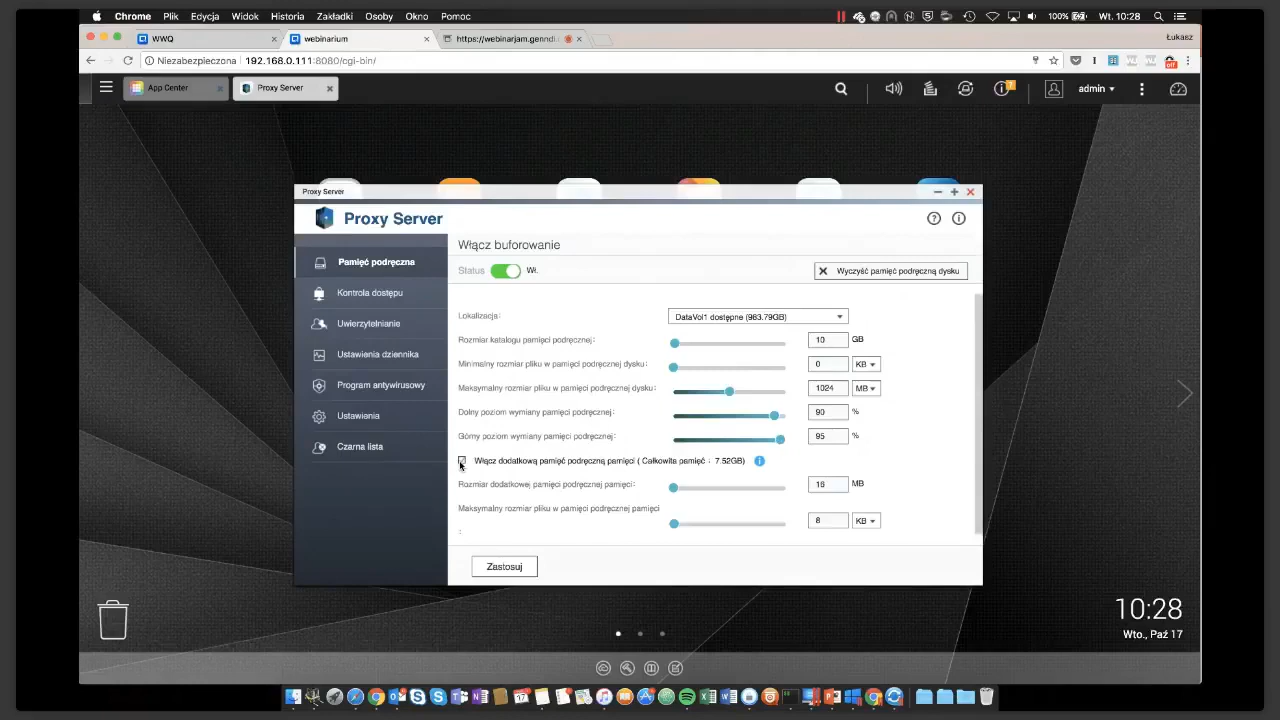 Chrome Plik Edycja Widok Historia Zakładki Osoby Okno Pomoc 100% Wt. 10:28
WWQ webinarium https://webinarjam.genndi. Łukasz
Niezabezpieczona 192.168.0.111:8080/cgi-bin/ off
App Center Proxy Server admin
Proxy Server
Proxy Server
Pamięć podręczna
Kontrola dostępu
Uwierzytelnianie
Ustawienia dziennika
Program antywirusowy
Ustawienia
Czarna lista
Włącz buforowanie
Status Wł. Wyczyść pamięć podręczną dysku
Lokalizacja: DataVol1 dostępne (983.79GB)
Rozmiar katalogu pamięci podręcznej: 10 GB
Minimalny rozmiar pliku w pamięci podręcznej dysku: 0 KB
Maksymalny rozmiar pliku w pamięci podręcznej dysku: 1024 MB
Dolny poziom wymiany pamięci podręcznej: 90 %
Górny poziom wymiany pamięci podręcznej: 95 %
Włącz dodatkową pamięć podręczną pamięci ( Całkowita pamięć : 7.52GB)
Rozmiar dodatkowej pamięci podręcznej pamięci: 16 MB
Maksymalny rozmiar pliku w pamięci podręcznej pamięci
: 8 KB
Zastosuj
10:28
Wto., Paź 17